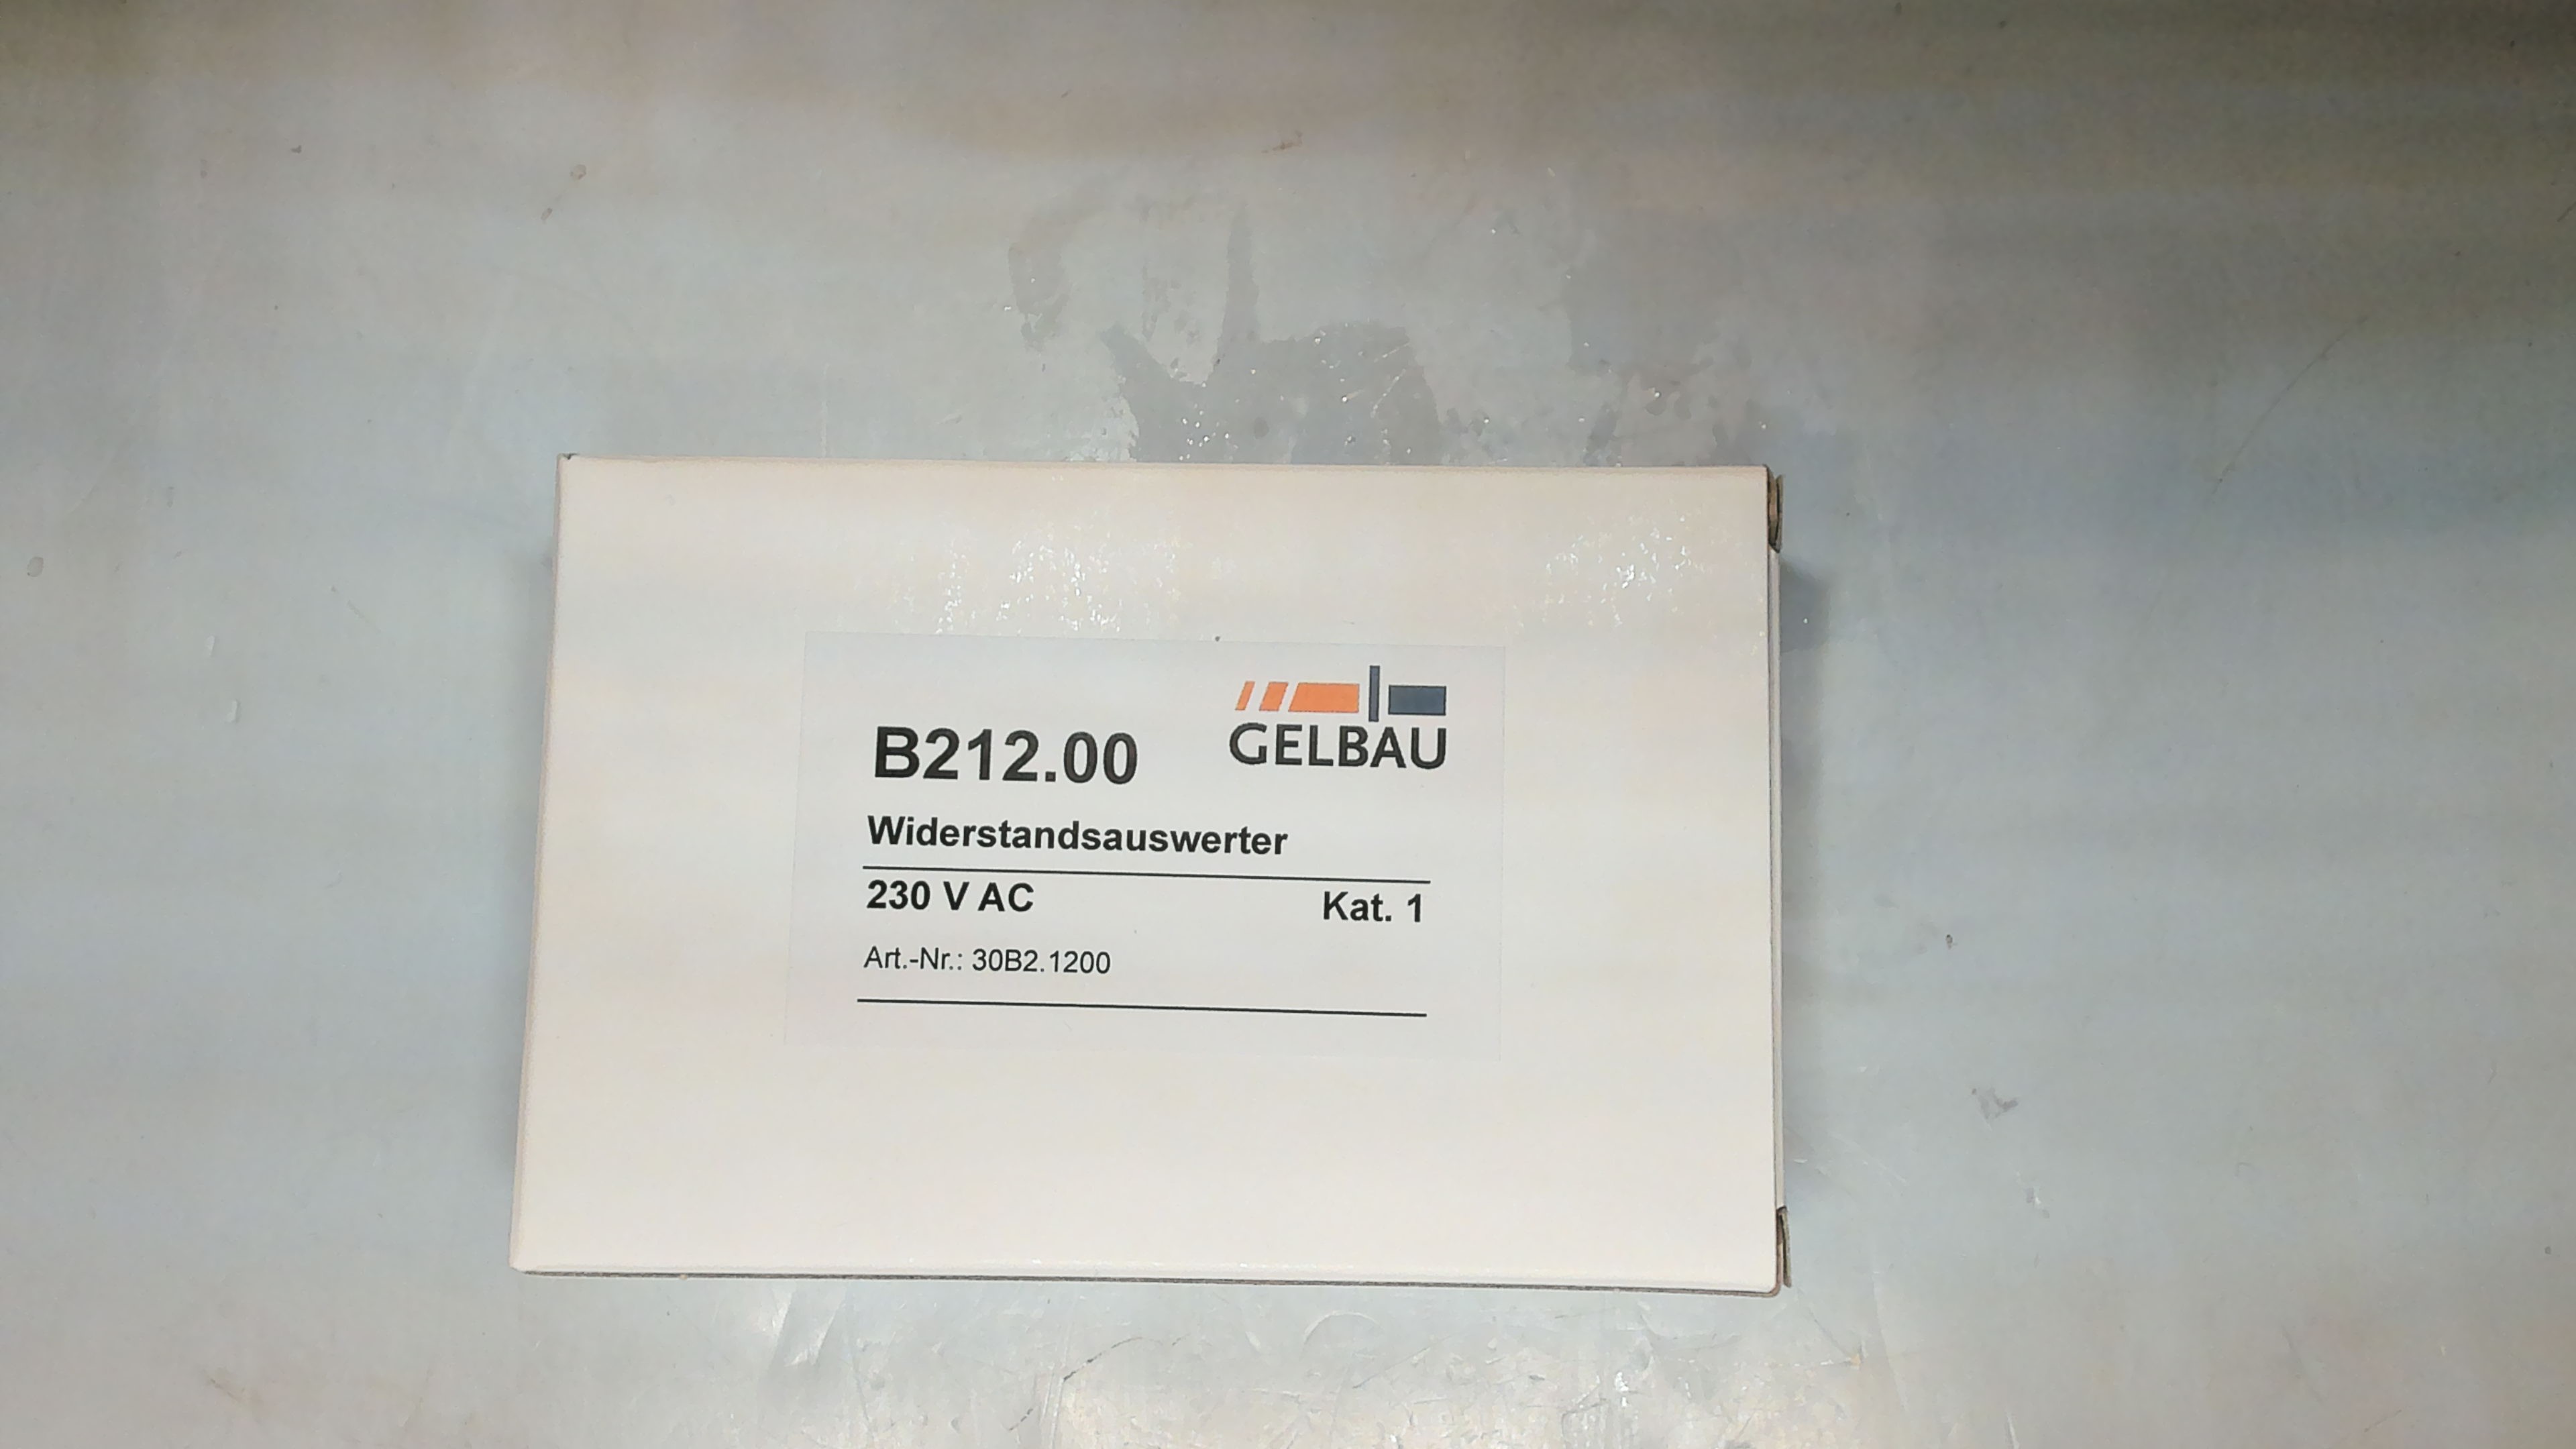 GELBAU
B212.00
Widerstandsauswerter
230 V AC Kat. 1
Art.-Nr.: 30B2.1200